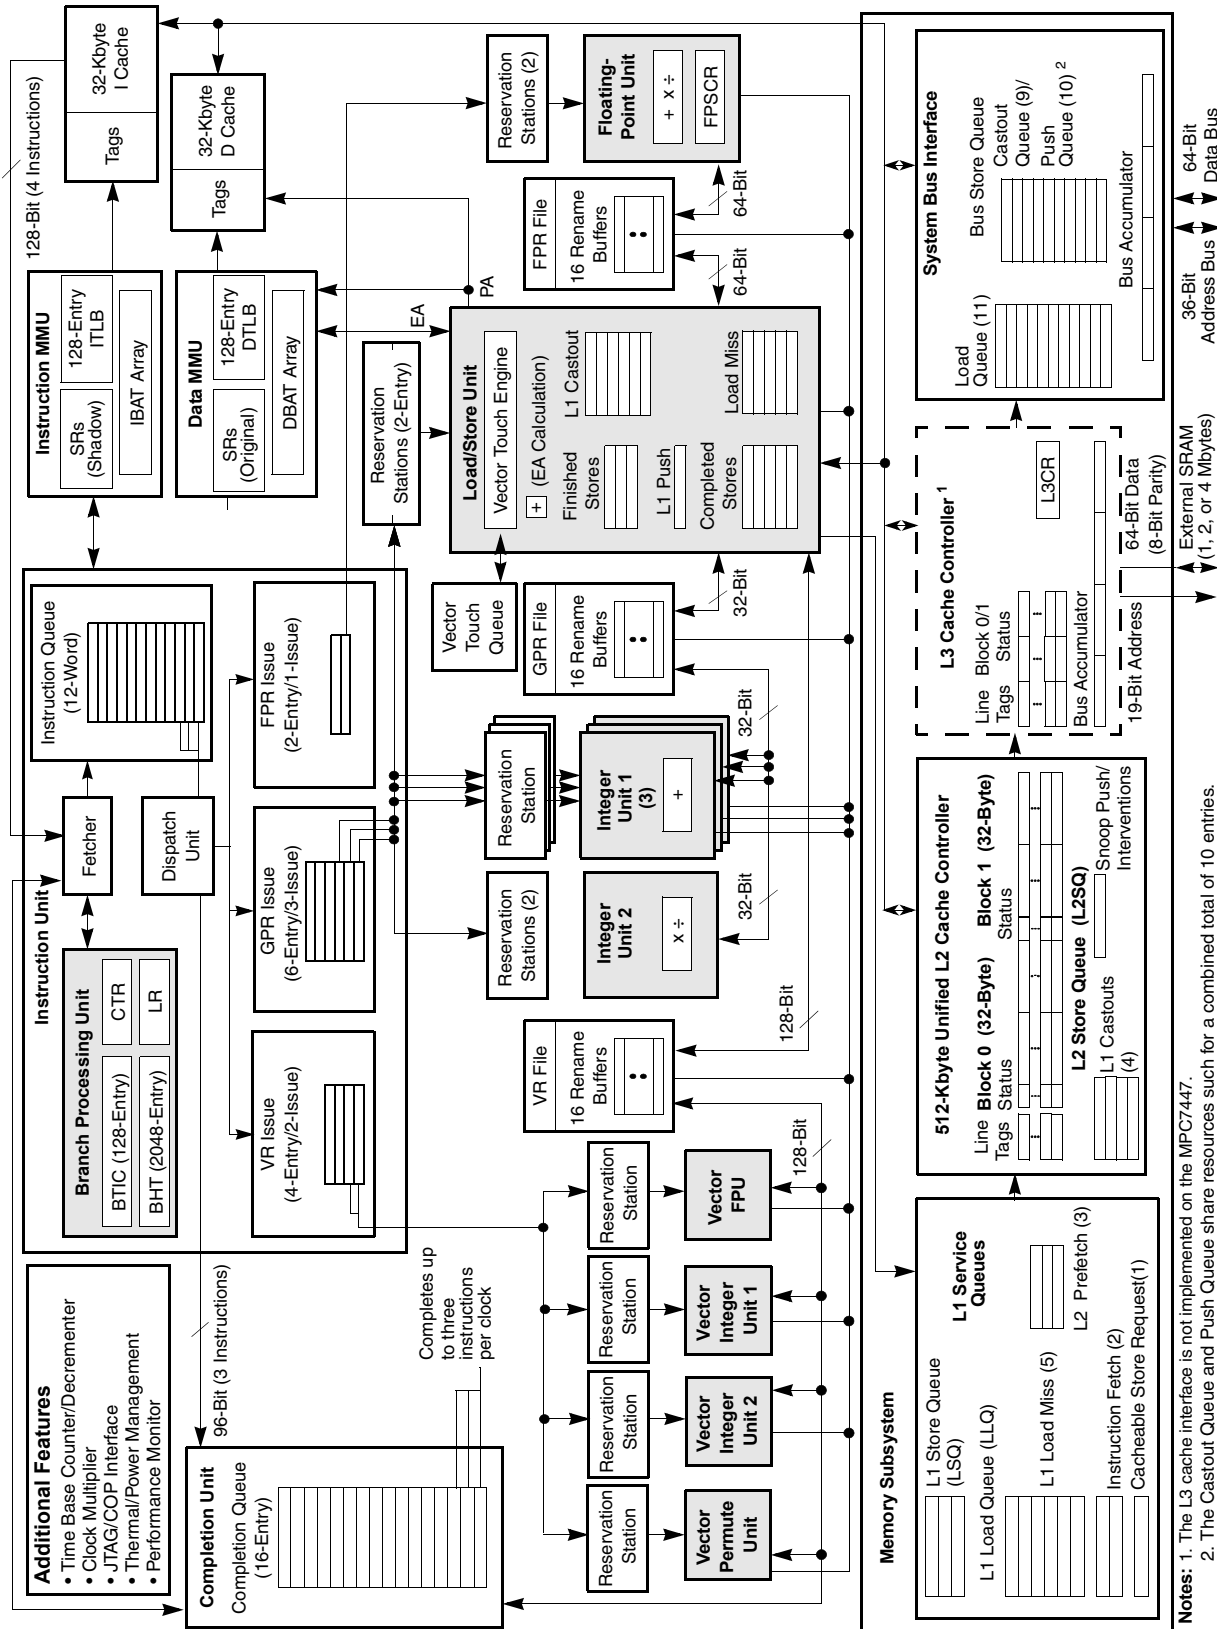 Additional Features
• Time Base Counter/Decrementer
• Clock Multiplier
• JTAG/COP Interface
• Thermal/Power Management
• Performance Monitor
Instruction Unit
Branch Processing Unit
BTIC (128-Entry)
CTR
BHT (2048-Entry)
LR
Fetcher
Dispatch
Unit
Instruction Queue
(12-Word)
VR Issue
(4-Entry/2-Issue)
GPR Issue
(6-Entry/3-Issue)
FPR Issue
(2-Entry/1-Issue)
96-Bit (3 Instructions)
128-Bit (4 Instructions)
Instruction MMU
SRs
(Shadow)
128-Entry
ITLB
IBAT Array
Data MMU
SRs
(Original)
128-Entry
DTLB
DBAT Array
Tags
32-Kbyte
I Cache
Tags
32-Kbyte
D Cache
EA
PA
Completion Unit
Completion Queue
(16-Entry)
Completes up
to three
instructions
per clock
Reservation
Stations (2-Entry)
Vector
Touch
Queue
Load/Store Unit
Vector Touch Engine
+
(EA Calculation)
Finished
Stores
L1 Castout
L1 Push
Completed
Stores
Load Miss
Reservation
Station
Reservation
Station
Reservation
Station
Reservation
Station
Vector
Permute
Unit
Vector
Integer
Unit 2
Vector
Integer
Unit 1
Vector
FPU
VR File
16 Rename
Buffers
128-Bit
128-Bit
Reservation
Stations (2)
Integer
Unit 2
x ÷
Reservation
Station
Integer
Unit 1
(3)
+
32-Bit
32-Bit
GPR File
16 Rename
Buffers
32-Bit
FPR File
16 Rename
Buffers
64-Bit
64-Bit
Reservation
Stations (2)
Floating-
Point Unit
+ x ÷
FPSCR
Memory Subsystem
L1 Store Queue
(LSQ)
L1 Load Queue (LLQ)
L1 Load Miss (5)
Instruction Fetch (2)
Cacheable Store Request(1)
L1 Service
Queues
L2 Prefetch (3)
512-Kbyte Unified L2 Cache Controller
Line
Tags
Block 0 (32-Byte)
Status
Block 1 (32-Byte)
Status
L2 Store Queue (L2SQ)
L1 Castouts
(4)
Snoop Push/
Interventions
L3 Cache Controller 1
Line
Tags
Block 0/1
Status
L3CR
Bus Accumulator
19-Bit Address
64-Bit Data
(8-Bit Parity)
External SRAM
(1, 2, or 4 Mbytes)
System Bus Interface
Load
Queue (11)
Bus Store Queue
Castout
Queue (9)/
Push
Queue (10) 2
Bus Accumulator
36-Bit
Address Bus
64-Bit
Data Bus
Notes: 1. The L3 cache interface is not implemented on the MPC7447.
2. The Castout Queue and Push Queue share resources such for a combined total of 10 entries.